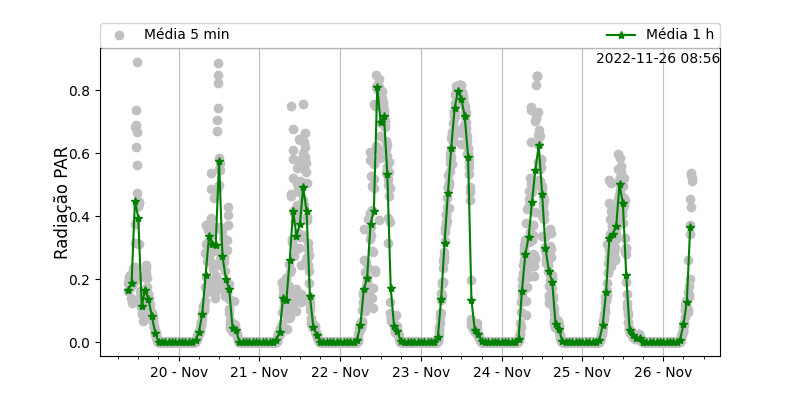 Média 5 min
Média 1 h
2022-11-26 08:56
Radiação PAR
0.8
0.6
0.4
0.2
0.0
20 - Nov
21 - Nov
22 - Nov
23 - Nov
24 - Nov
25 - Nov
26 - Nov